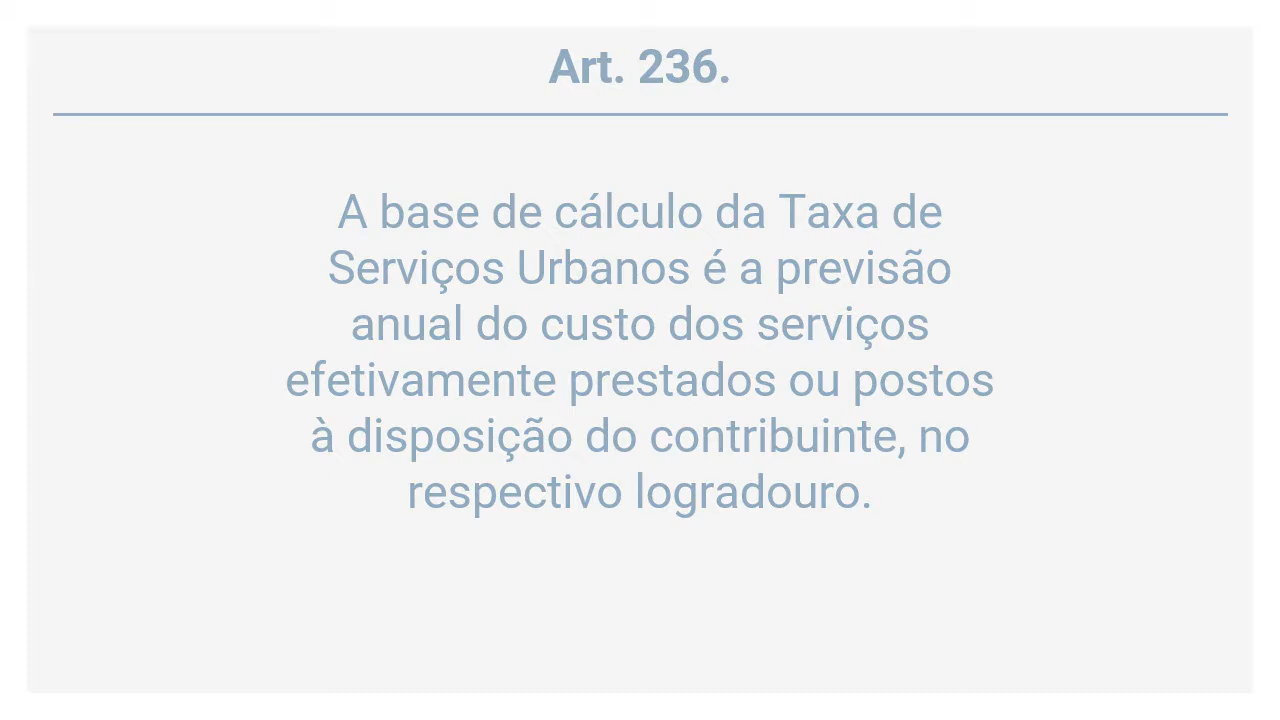 Art. 236.
A base de cálculo da Taxa de
Serviços Urbanos é a previsão
anual do custo dos serviços
efetivamente prestados ou postos
à disposição do contribuinte, no
respectivo logradouro.